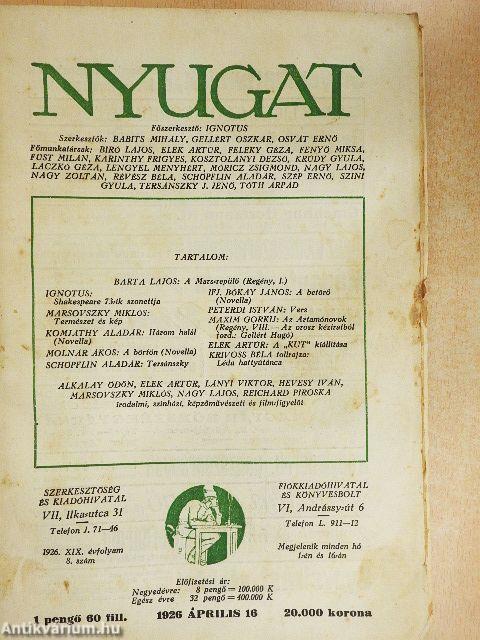 NYUGAT
Főszerkesztő: IGNOTUS
Szerkesztők: BABITS MIHÁLY, GELLÉRT OSZKÁR, OSVÁT ERNŐ
Főmunkatársak: BIRÓ LAJOS, ELEK ARTÚR, FELEKY GÉZA, FENYŐ MIKSA,
FÜST MILÁN, KARINTHY FRIGYES, KOSZTOLÁNYI DEZSŐ, KRÚDY GYULA,
LACZKÓ GÉZA, LENGYEL MENYHÉRT, MÓRICZ ZSIGMOND, NAGY LAJOS,
NAGY ZOLTÁN, RÉVÉSZ BÉLA, SCHÖPFLIN ALADÁR, SZÉP ERNŐ, SZINI
GYULA, TERSÁNSZKY J. JENŐ, TÓTH ÁRPÁD
TARTALOM:
BARTA LAJOS: A Mars-repülő (Regény, I.)
IGNOTUS:
Shakespeare 73-ik szonettja
MARSOVSZKY MIKLÓS:
Természet és kép
KOMJÁTHY ALADÁR: Három halál
(Novella)
MOLNÁR ÁKOS: A börtön (Novella)
SCHÖPFLIN ALADÁR: Tersánszky
IFJ. BÓKAY JÁNOS: A betörő
(Novella)
PETERDI ISTVÁN: Vers
MAXIM GORKIJ: Az Artamónovok
(Regény, VIII. — Az orosz kéziratból
ford.: Gellért Hugó)
ELEK ARTÚR: A „KÚT" kiállítása
KRIVOSS BÉLA tollrajza:
Léda hattyútánca
ALKALAY ÖDÖN, ELEK ARTÚR, LÁNYI VIKTOR, HEVESY IVÁN,
MARSOVSZKY MIKLÓS, NAGY LAJOS, REICHARD PIROSKA
irodalmi, színházi, képzőművészeti és film-figyelői
SZERKESZTŐSÉG
ÉS KIADÓHIVATAL
VII, Ilka-utca 31
Telefon J. 71—46
1926. XIX. évfolyam
8. szám
FIÓKKIADÓHIVATAL
ÉS KÖNYVESBOLT
VI, Andrássy-út 6
Telefon L. 911—12
Megjelenik minden hó
1-én és 16-án
Előfizetési ár:
Negyedévre: 8 pengő = 100.000 K
Egész évre 32 pengő = 400.000 K
1 pengő 60 fill.
1926 ÁPRILIS 16
20.000 korona
Antikvarium.hu